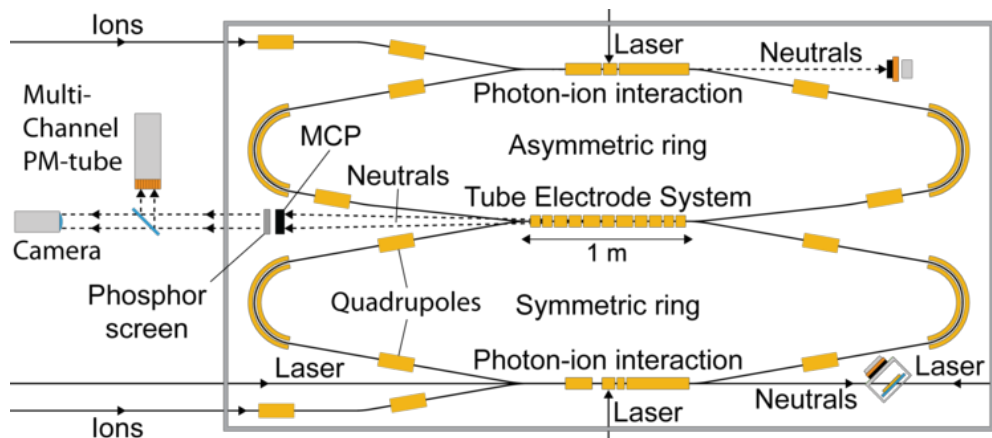 Ions
Laser
Neutrals
Multi-
Channel
PM-tube
Photon-ion interaction
MCP
Asymmetric ring
Neutrals
Tube Electrode System
Camera
1 m
Phosphor
screen
Quadrupoles
Symmetric ring
Photon-ion interaction
Laser
Laser
Neutrals
Laser
Ions